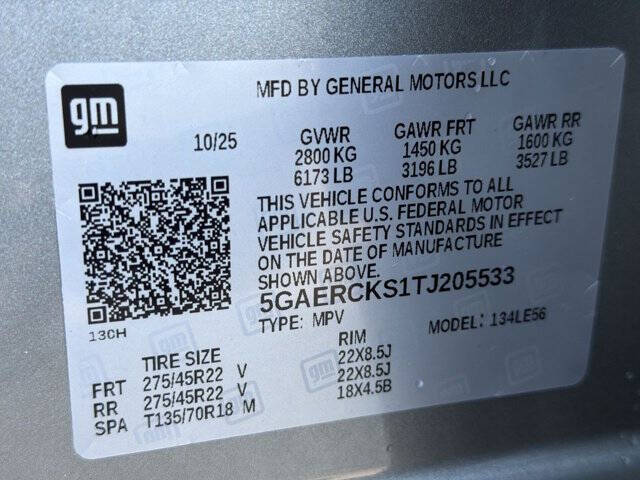 gm
MFD BY GENERAL MOTORS LLC
10/25
GVWR GAWR FRT GAWR RR
2800 KG 1450 KG 1600 KG
6173 LB 3196 LB 3527 LB
THIS VEHICLE CONFORMS TO ALL
APPLICABLE U.S. FEDERAL MOTOR
VEHICLE SAFETY STANDARDS IN EFFECT
ON THE DATE OF MANUFACTURE
SHOWN ABOVE.
5GAERCKS1TJ205533
13CH
TYPE: MPV MODEL: 134LE56
TIRE SIZE RIM
FRT 275/45R22 V 22X8.5J
RR 275/45R22 V 22X8.5J
SPA T135/70R18 M 18X4.5B